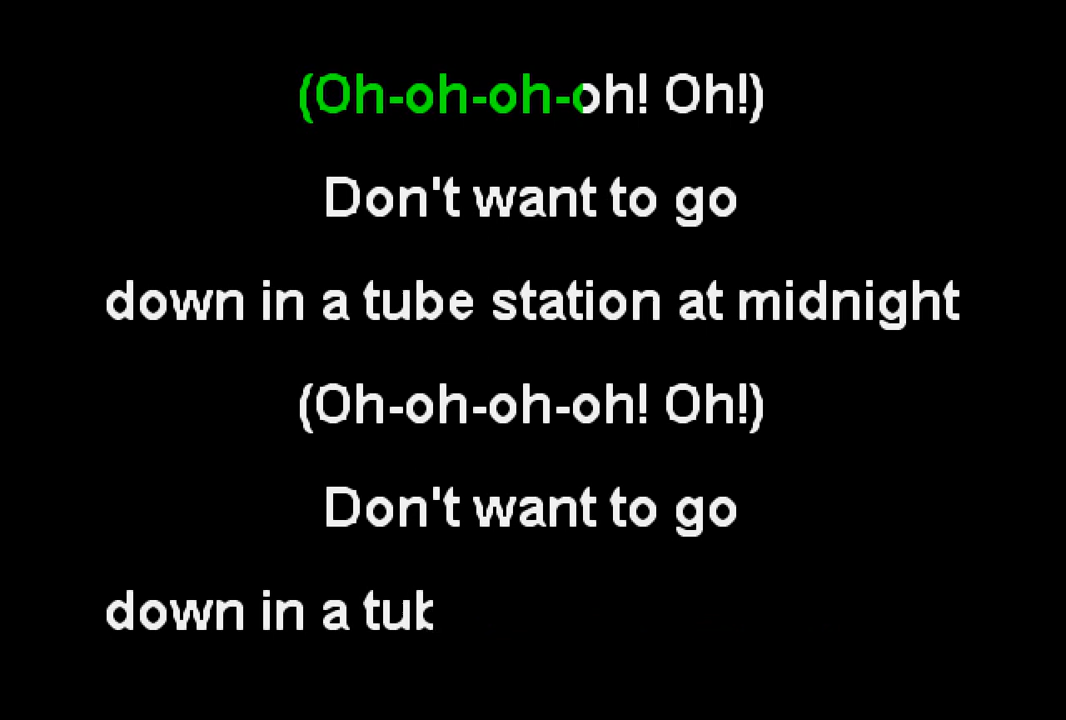 (Oh-oh-oh-oh! Oh!)
Don't want to go
down in a tube station at midnight
(Oh-oh-oh-oh! Oh!)
Don't want to go
down in a tub